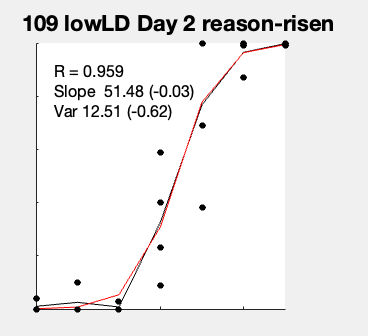 109 lowLD Day 2 reason-risen
R = 0.959
Slope  51.48 (-0.03)
Var 12.51 (-0.62)